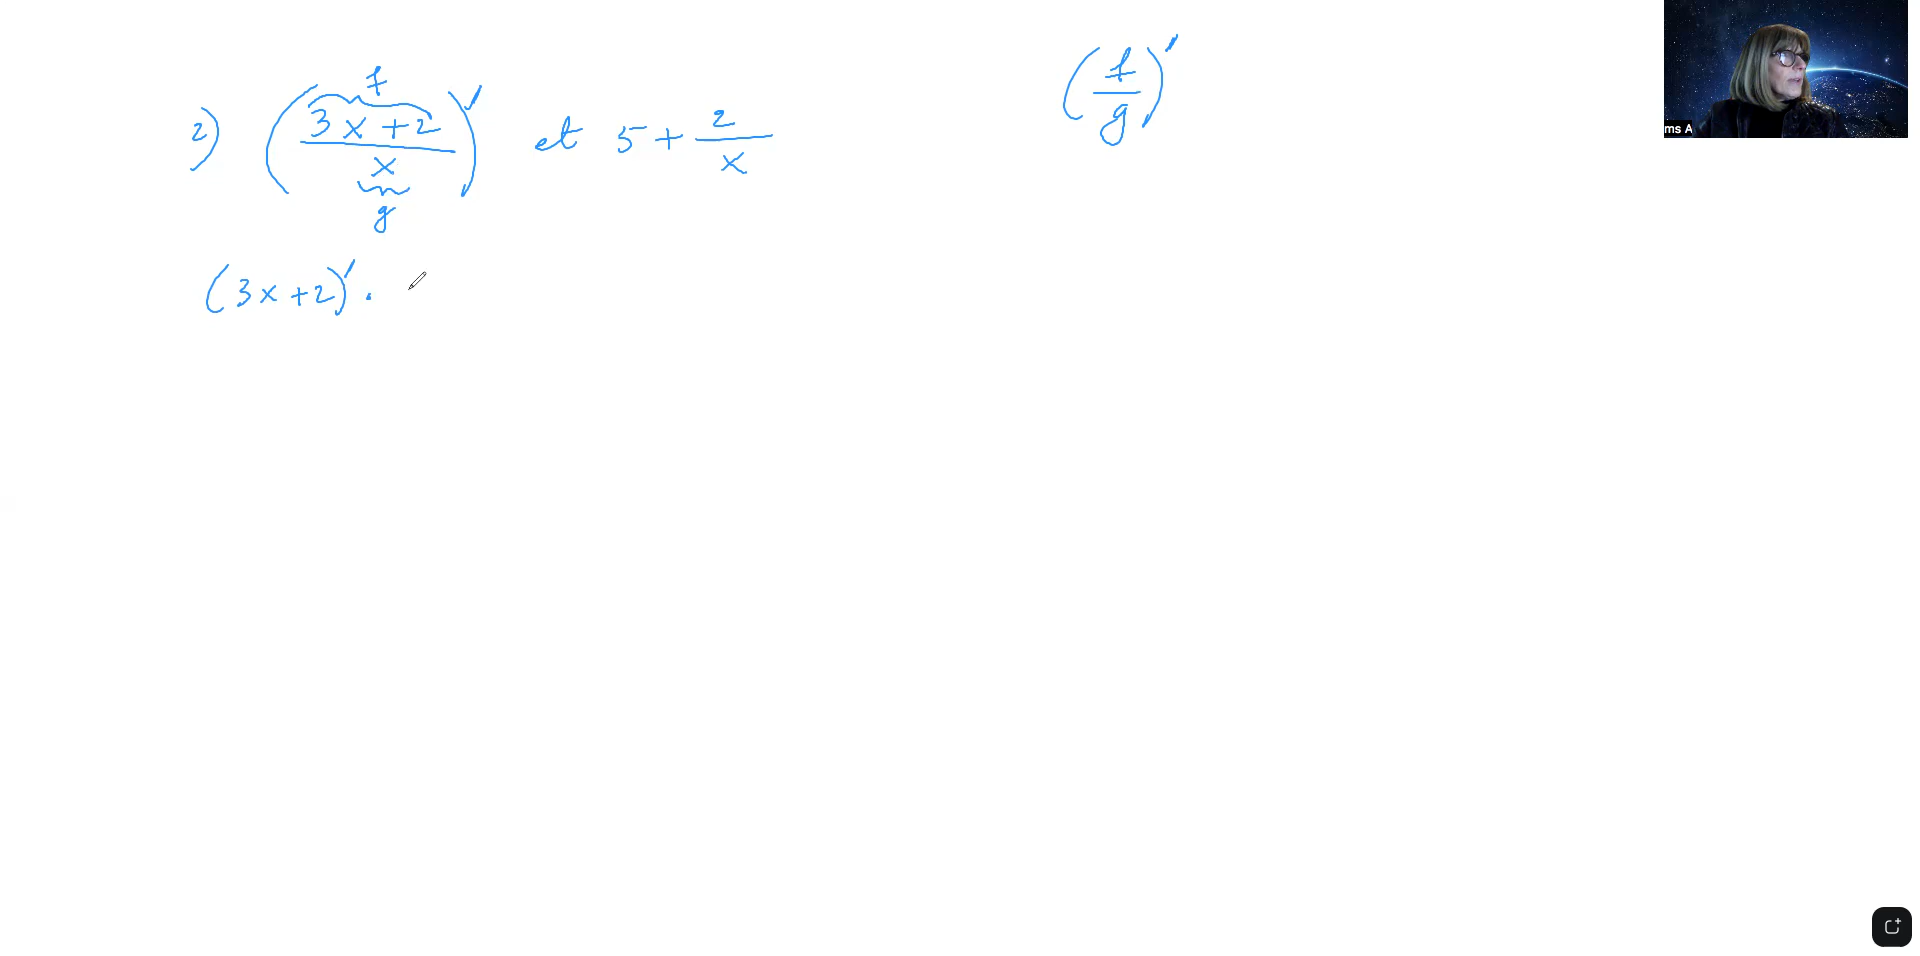 f
2) (3x+2/x)' et 5+2/x
g
(3x+2)' .
(f/g)'
ms A